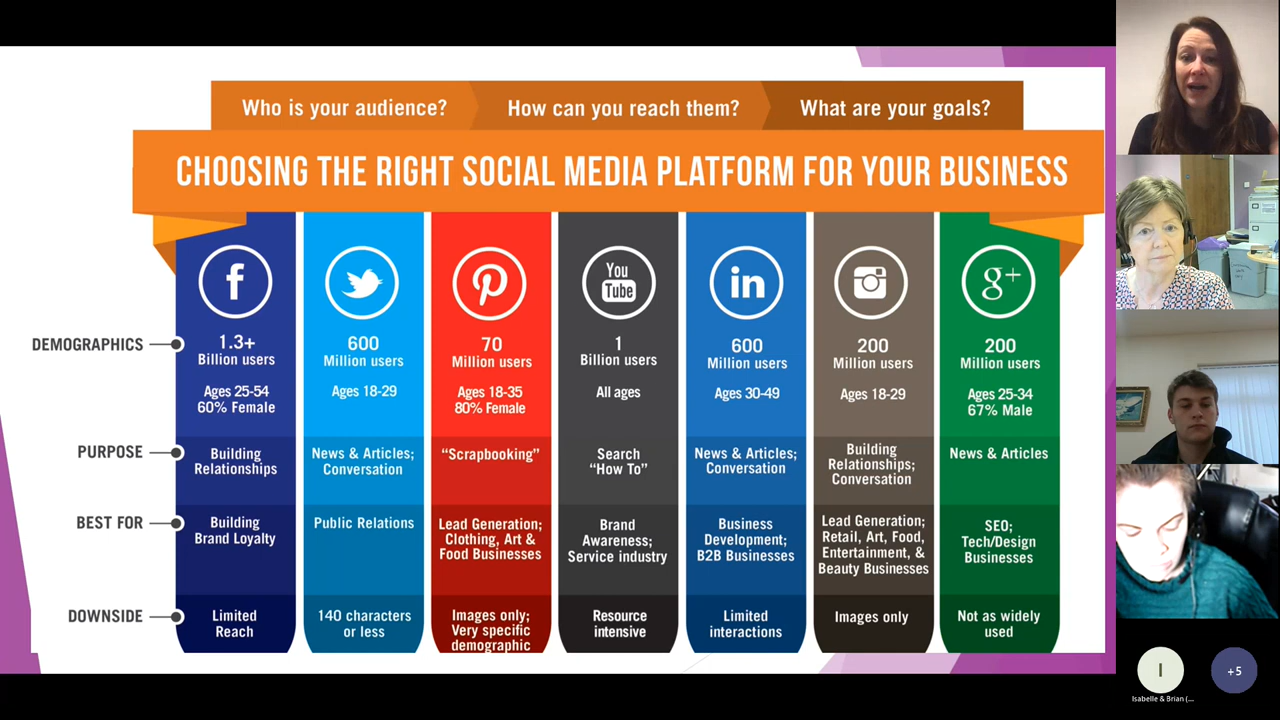 Who is your audience?
How can you reach them?
What are your goals?
CHOOSING THE RIGHT SOCIAL MEDIA PLATFORM FOR YOUR BUSINESS
f
You
Tube
in
g+
DEMOGRAPHICS
1.3+
Billion users
Ages 25-54
60% Female
600
Million users
Ages 18-29
70
Million users
Ages 18-35
80% Female
1
Billion users
All ages
600
Million users
Ages 30-49
200
Million users
Ages 18-29
200
Million users
Ages 25-34
67% Male
PURPOSE
Building
Relationships
News & Articles;
Conversation
“Scrapbooking”
Search
“How To”
News & Articles;
Conversation
Building
Relationships;
Conversation
News & Articles
BEST FOR
Building
Brand Loyalty
Public Relations
Lead Generation;
Clothing, Art &
Food Businesses
Brand
Awareness;
Service industry
Business
Development;
B2B Businesses
Lead Generation;
Retail, Art, Food,
Entertainment, &
Beauty Businesses
SEO;
Tech/Design
Businesses
DOWNSIDE
Limited
Reach
140 characters
or less
Images only;
Very specific
demographic
Resource
intensive
Limited
interactions
Images only
Not as widely
used
I
+5
Isabelle & Brian (...